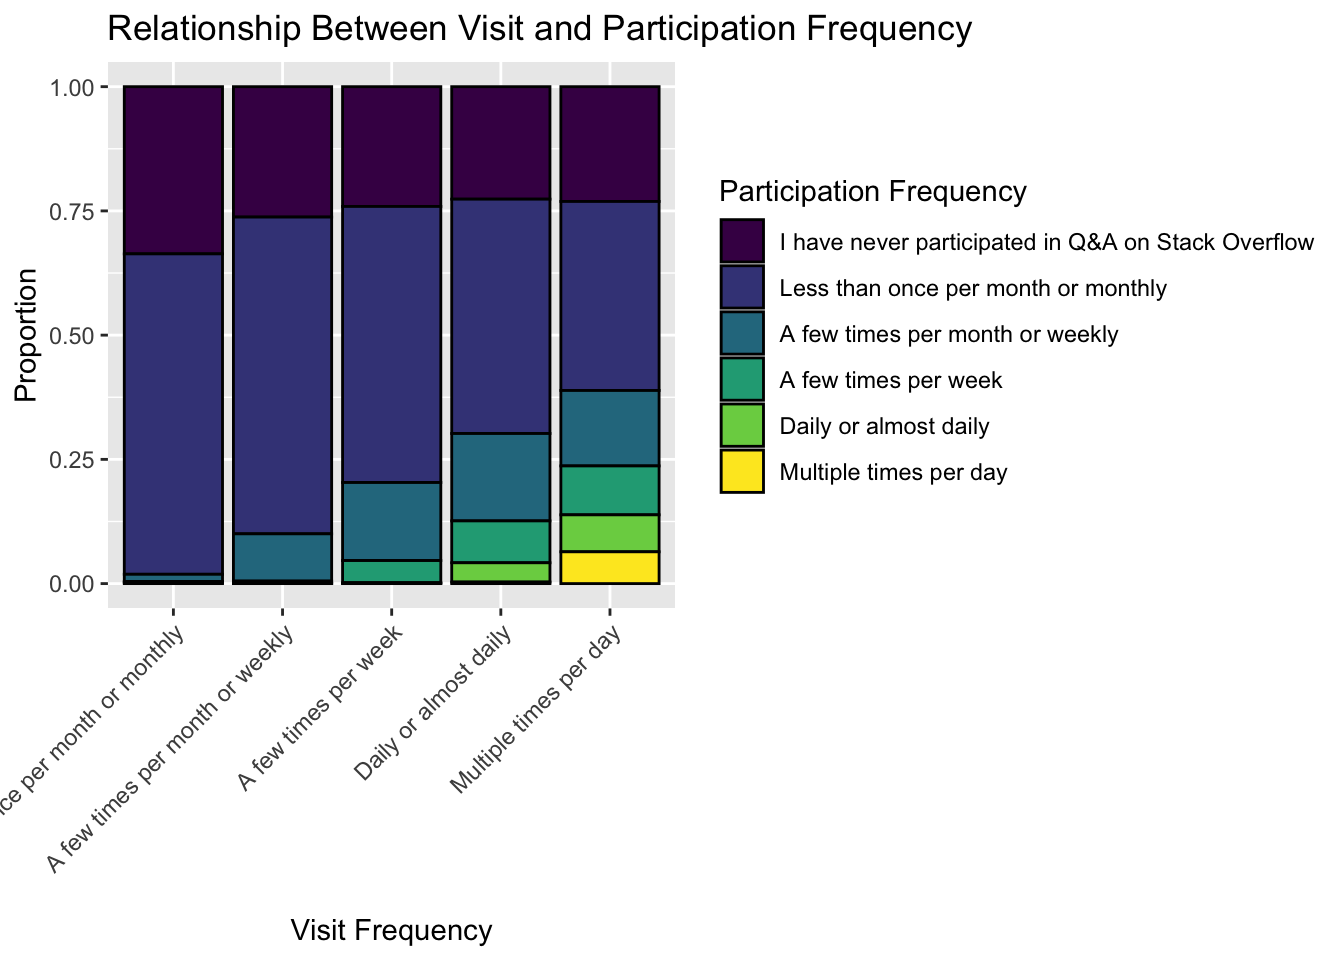 Relationship Between Visit and Participation Frequency
Proportion
1.00
0.75
0.50
0.25
0.00
per month or monthly
A few times per month or weekly
A few times per week
Daily or almost daily
Multiple times per day
Visit Frequency
Participation Frequency
I have never participated in Q&A on Stack Overflow
Less than once per month or monthly
A few times per month or weekly
A few times per week
Daily or almost daily
Multiple times per day